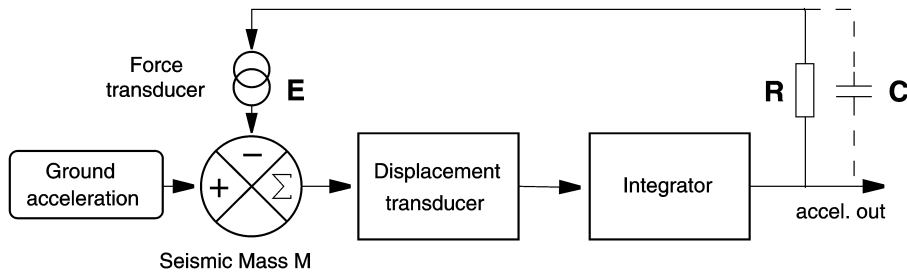 Force
transducer
E
R
C
Ground
acceleration
−
+
Σ
Displacement
transducer
Integrator
accel. out
Seismic Mass M